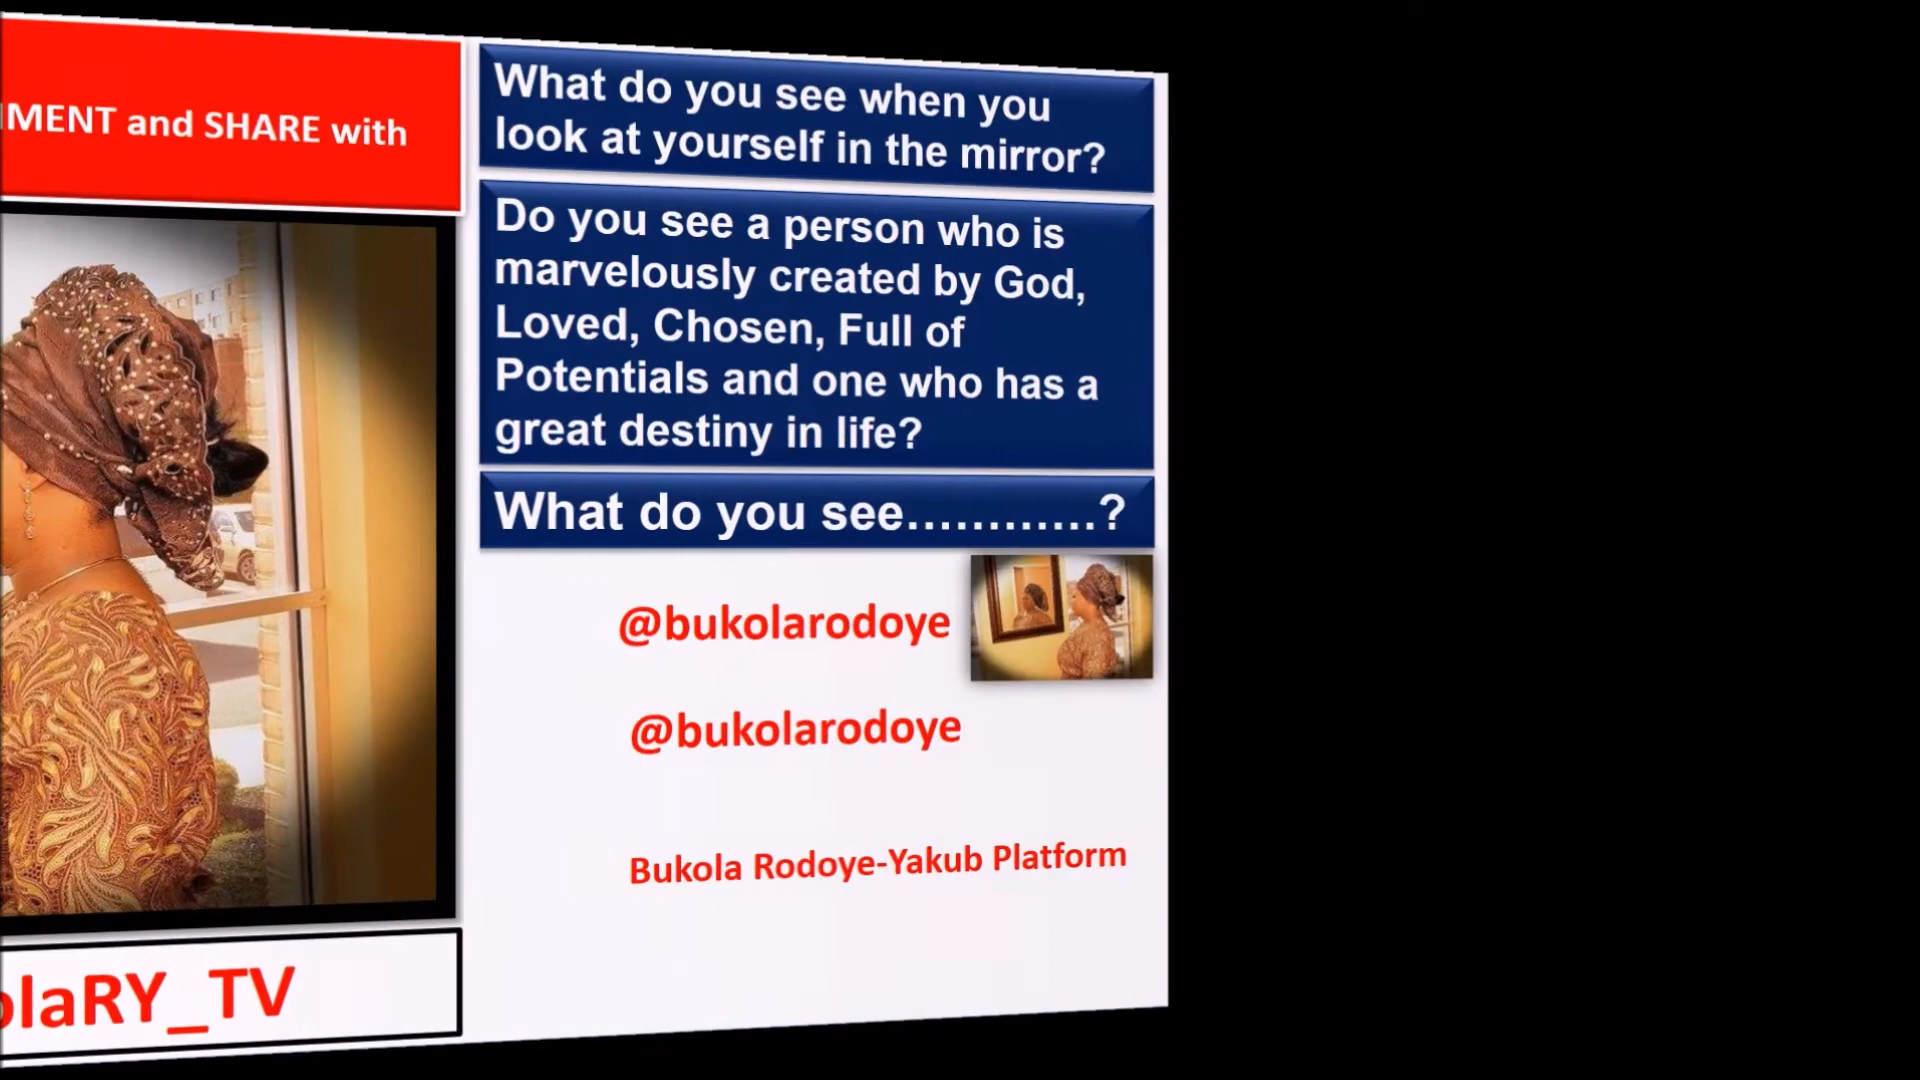 MENT and SHARE with
What do you see when you
look at yourself in the mirror?
Do you see a person who is
marvelously created by God,
Loved, Chosen, Full of
Potentials and one who has a
great destiny in life?
What do you see............?
@bukolarodoye
@bukolarodoye
Bukola Rodoye-Yakub Platform
olaRY_TV